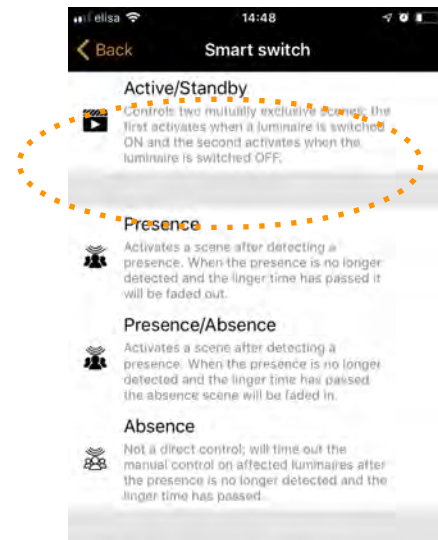 elisa 14:48
Back Smart switch
Active/Standby
Controls two mutually exclusive scenes; the
first activates when a luminaire is switched
ON and the second activates when the
luminaire is switched OFF.
Presence
Activates a scene after detecting a
presence. When the presence is no longer
detected and the linger time has passed it
will be faded out.
Presence/Absence
Activates a scene after detecting a
presence. When the presence is no longer
detected and the linger time has passed
the absence scene will be faded in.
Absence
Not a direct control; will time out the
manual control on affected luminaires after
the presence is no longer detected and the
linger time has passed.